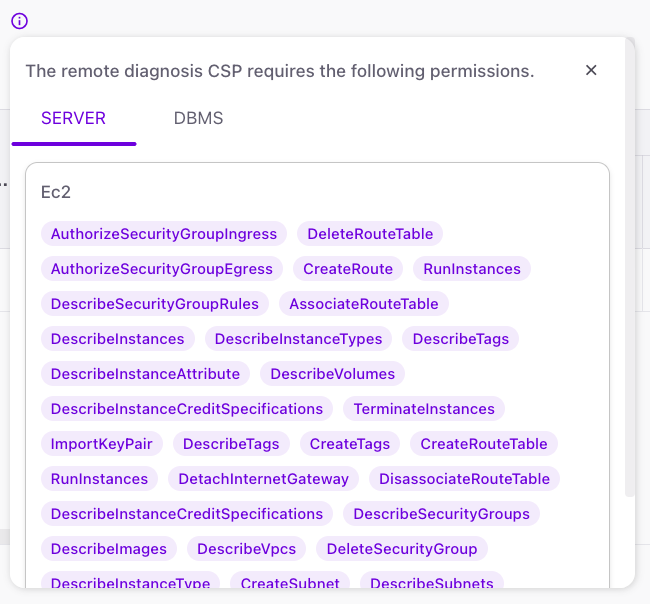 The remote diagnosis CSP requires the following permissions.
SERVER DBMS
Ec2
AuthorizeSecurityGroupIngress DeleteRouteTable
AuthorizeSecurityGroupEgress CreateRoute RunInstances
DescribeSecurityGroupRules AssociateRouteTable
DescribeInstances DescribeInstanceTypes DescribeTags
DescribeInstanceAttribute DescribeVolumes
DescribeInstanceCreditSpecifications TerminateInstances
ImportKeyPair DescribeTags CreateTags CreateRouteTable
RunInstances DetachInternetGateway DisassociateRouteTable
DescribeInstanceCreditSpecifications DescribeSecurityGroups
DescribeImages DescribeVpcs DeleteSecurityGroup
DescribeInstanceType CreateSubnet DescribeSubnets